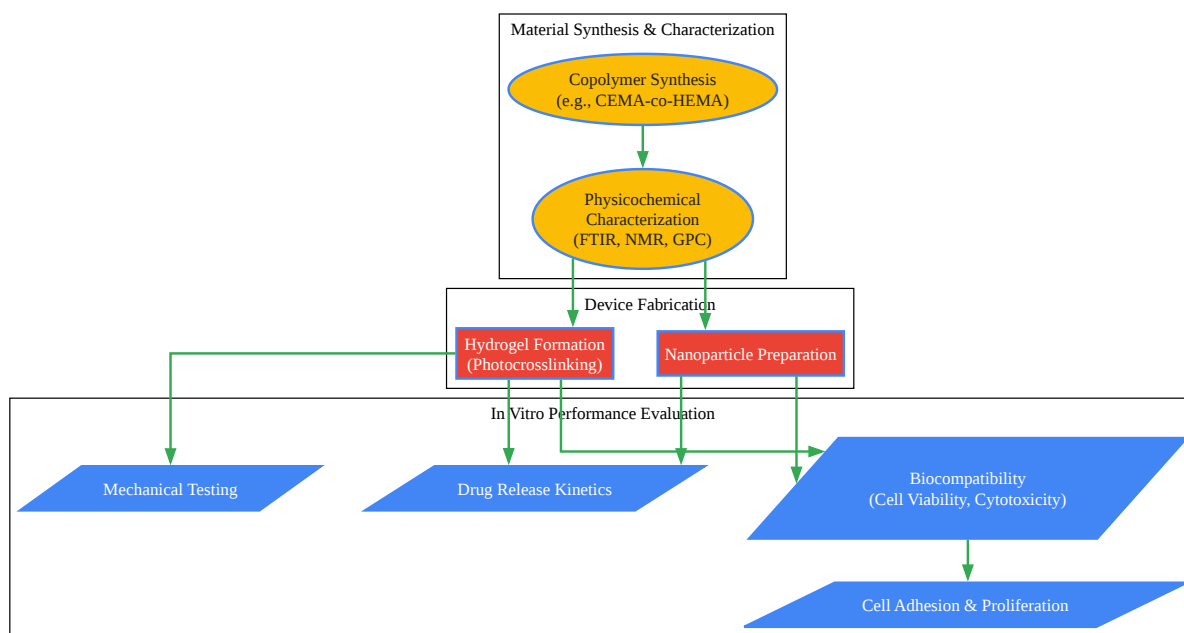 Material Synthesis & Characterization
Copolymer Synthesis
(e.g., CEMA-co-HEMA)
Physicochemical
Characterization
(FTIR, NMR, GPC)
Device Fabrication
Hydrogel Formation
(Photocrosslinking)
Nanoparticle Preparation
In Vitro Performance Evaluation
Mechanical Testing
Drug Release Kinetics
Biocompatibility
(Cell Viability, Cytotoxicity)
Cell Adhesion & Proliferation